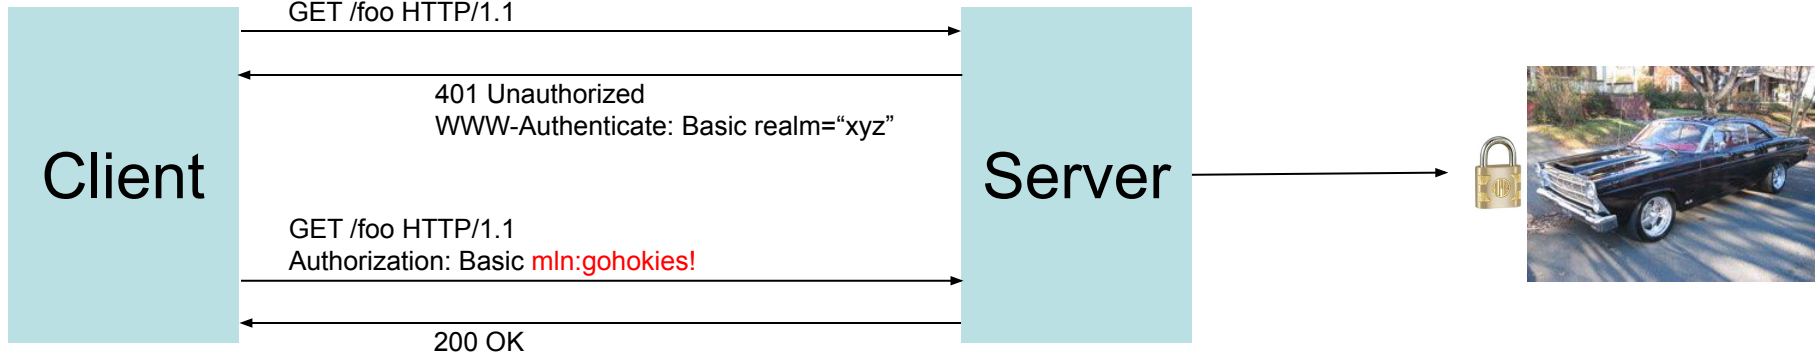 GET /foo HTTP/1.1
401 Unauthorized
WWW-Authenticate: Basic realm=“xyz”
Client
Server
GET /foo HTTP/1.1
Authorization: Basic mln:gohokies!
200 OK